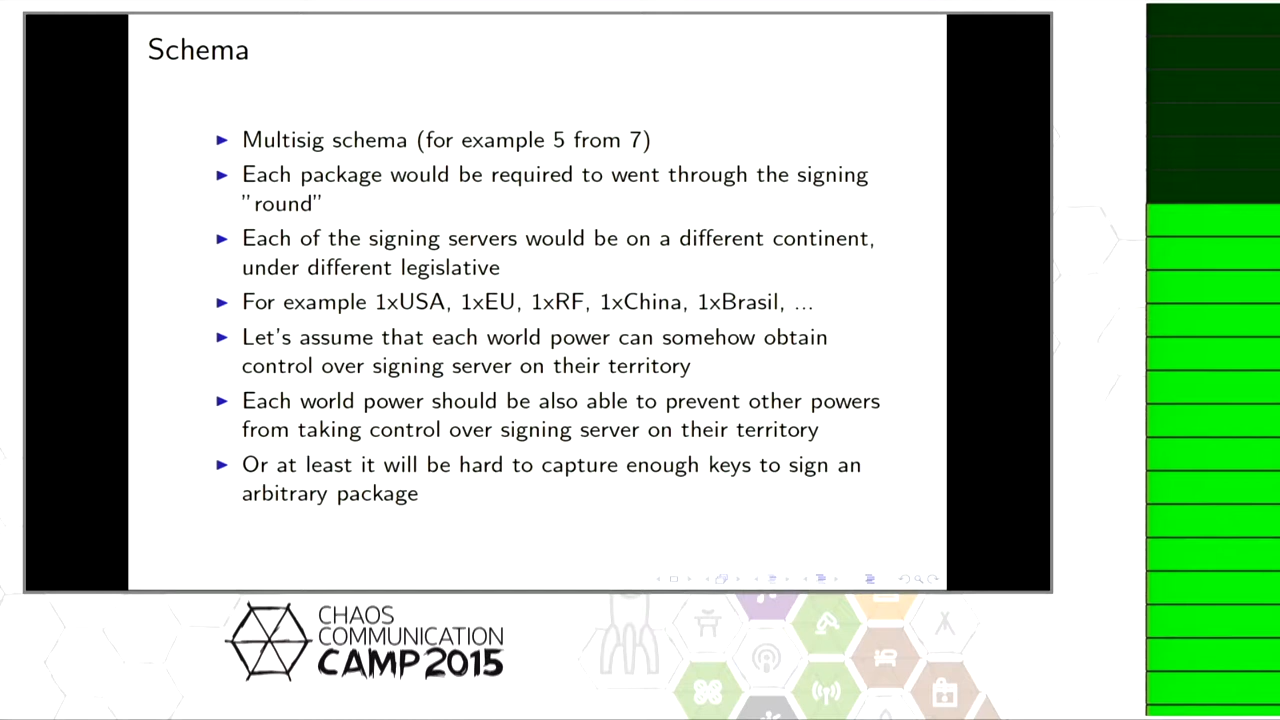 Schema
Multisig schema (for example 5 from 7)
Each package would be required to went through the signing
"round"
Each of the signing servers would be on a different continent,
under different legislative
For example 1xUSA, 1xEU, 1xRF, 1xChina, 1xBrasil, ...
Let's assume that each world power can somehow obtain
control over signing server on their territory
Each world power should be also able to prevent other powers
from taking control over signing server on their territory
Or at least it will be hard to capture enough keys to sign an
arbitrary package
CHAOS
COMMUNICATION
CAMP 2015